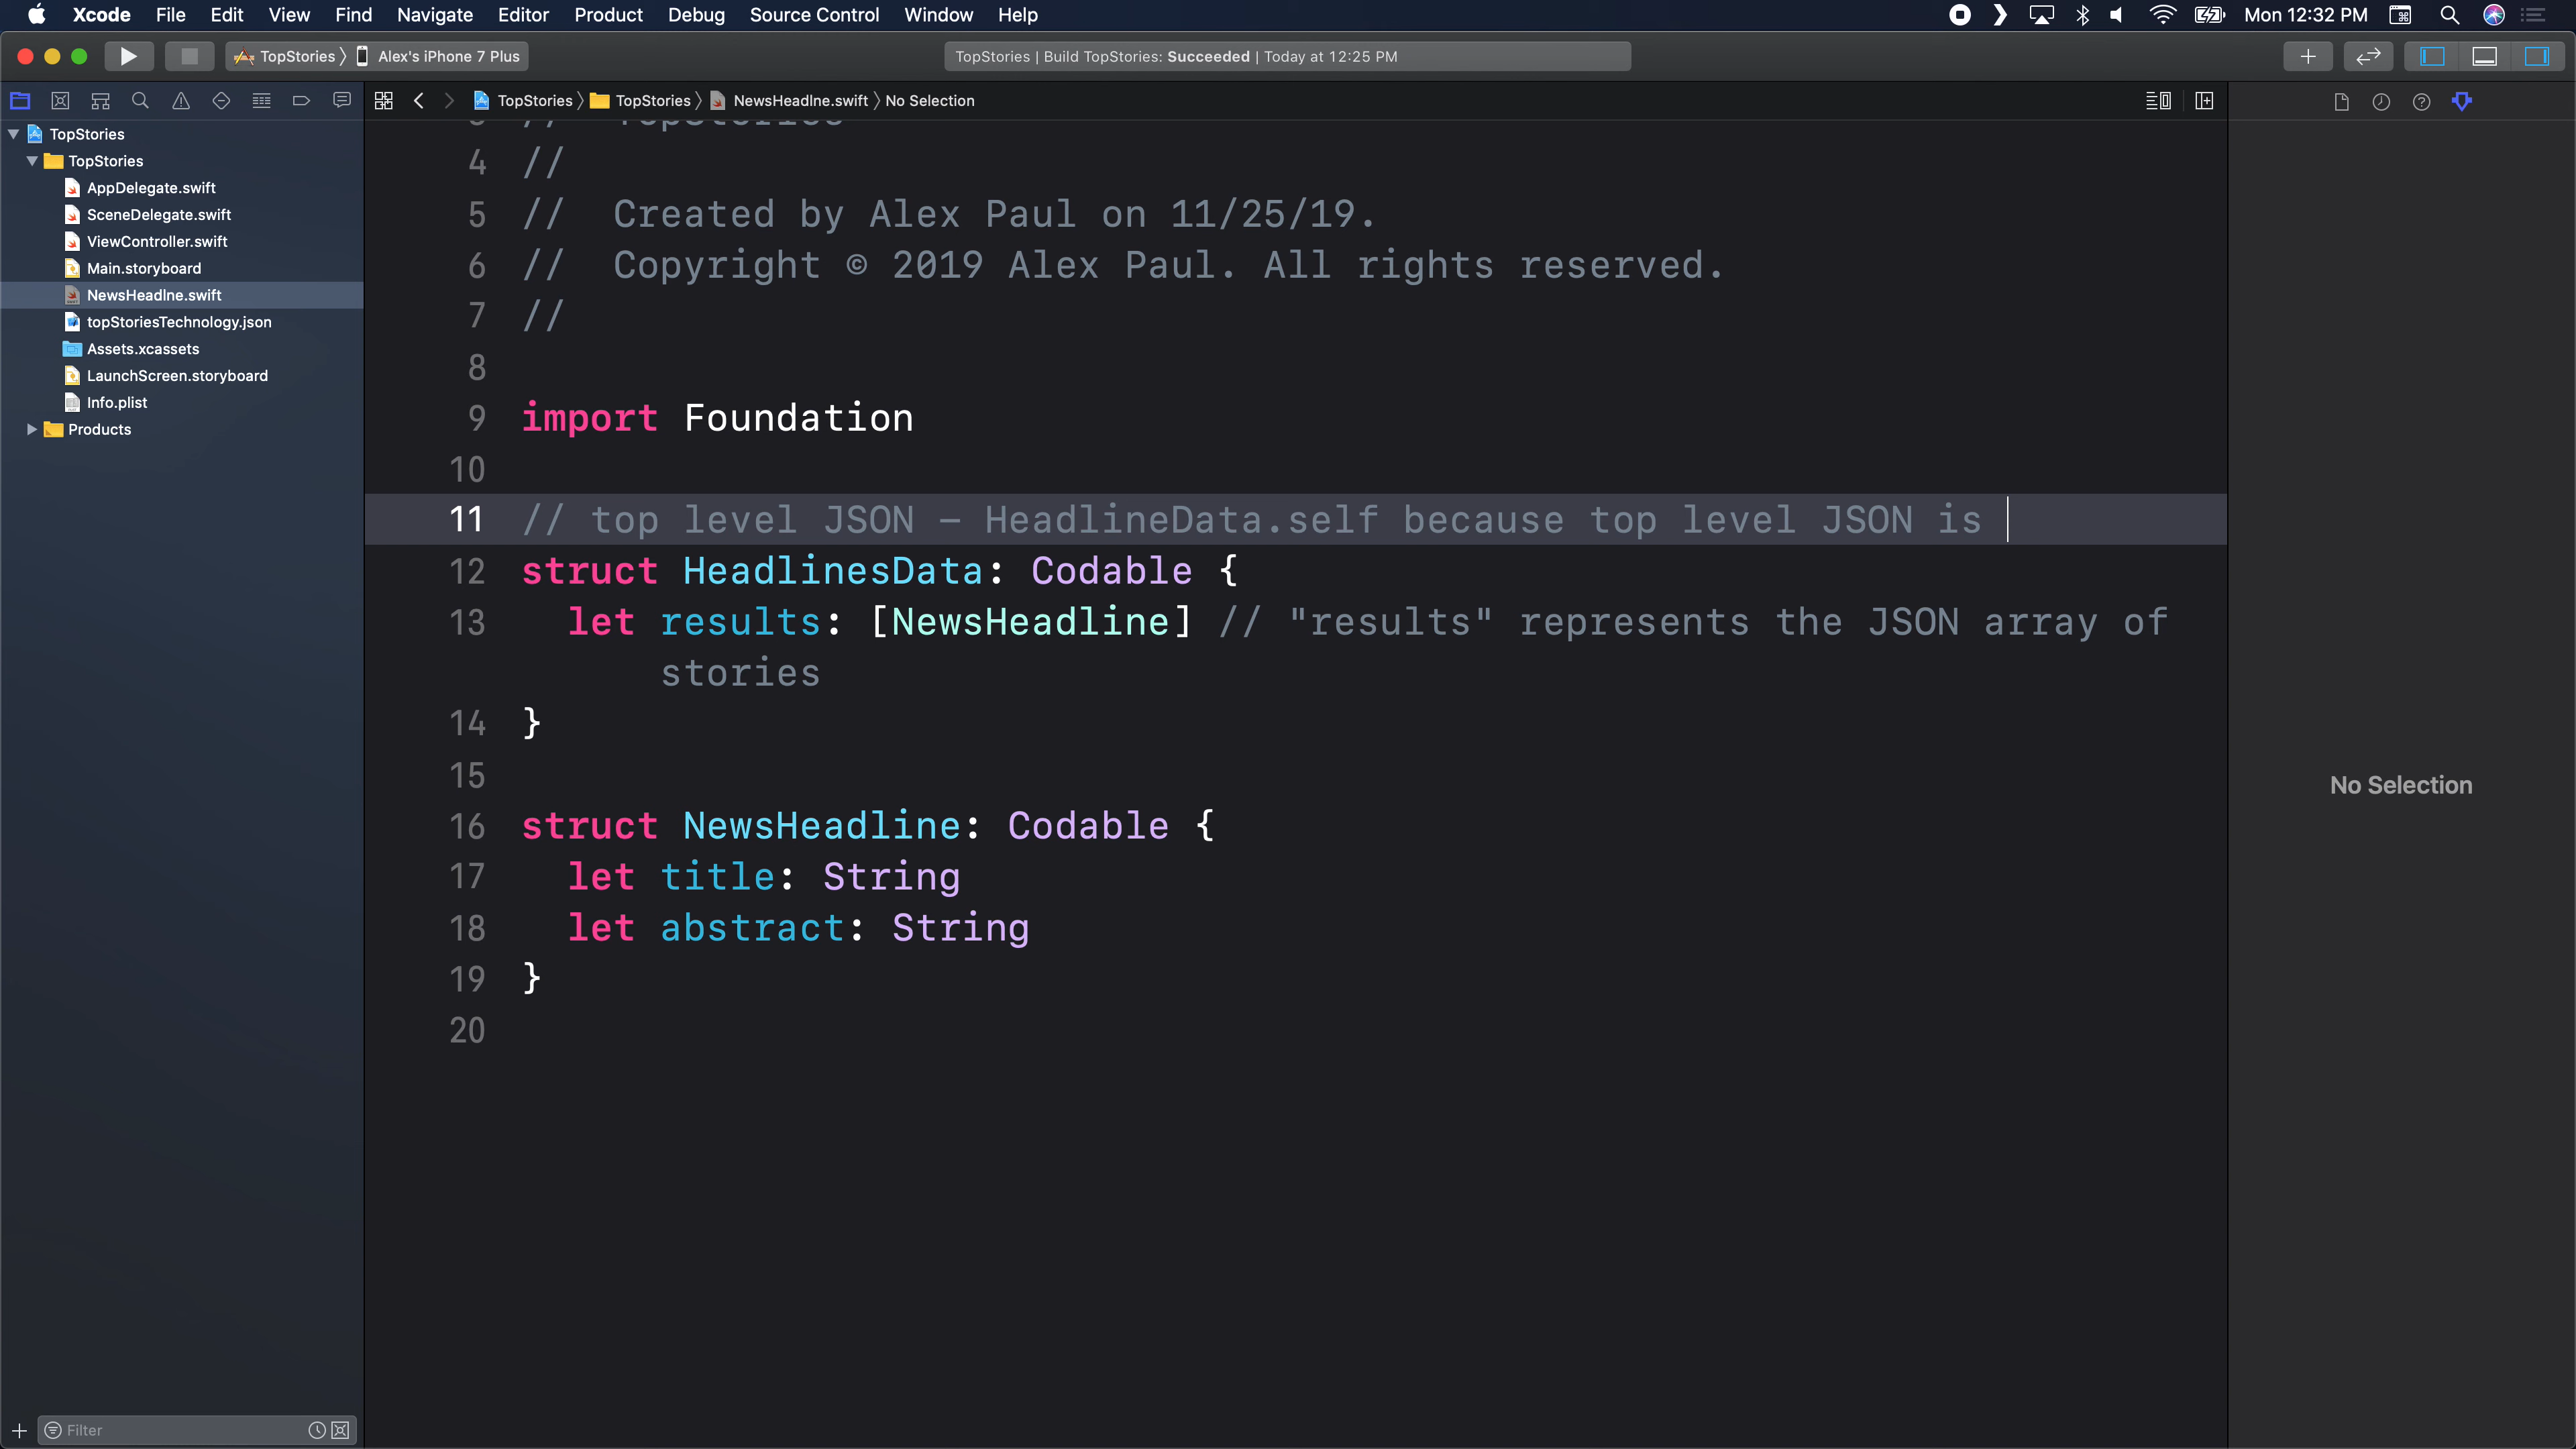 Xcode File Edit View Find Navigate Editor Product Debug Source Control Window Help Mon 12:32 PM
TopStories Alex's iPhone 7 Plus TopStories | Build TopStories: Succeeded | Today at 12:25 PM
TopStories TopStories NewsHeadlne.swift No Selection
TopStories
TopStories
AppDelegate.swift
SceneDelegate.swift
ViewController.swift
Main.storyboard
NewsHeadlne.swift
topStoriesTechnology.json
Assets.xcassets
LaunchScreen.storyboard
Info.plist
Products
3 // TopStories
4 //
5 // Created by Alex Paul on 11/25/19.
6 // Copyright © 2019 Alex Paul. All rights reserved.
7 //
8
9 import Foundation
10
11 // top level JSON - HeadlineData.self because top level JSON is
12 struct HeadlinesData: Codable {
13 let results: [NewsHeadline] // "results" represents the JSON array of
stories
14 }
15
16 struct NewsHeadline: Codable {
17 let title: String
18 let abstract: String
19 }
20
No Selection
Filter